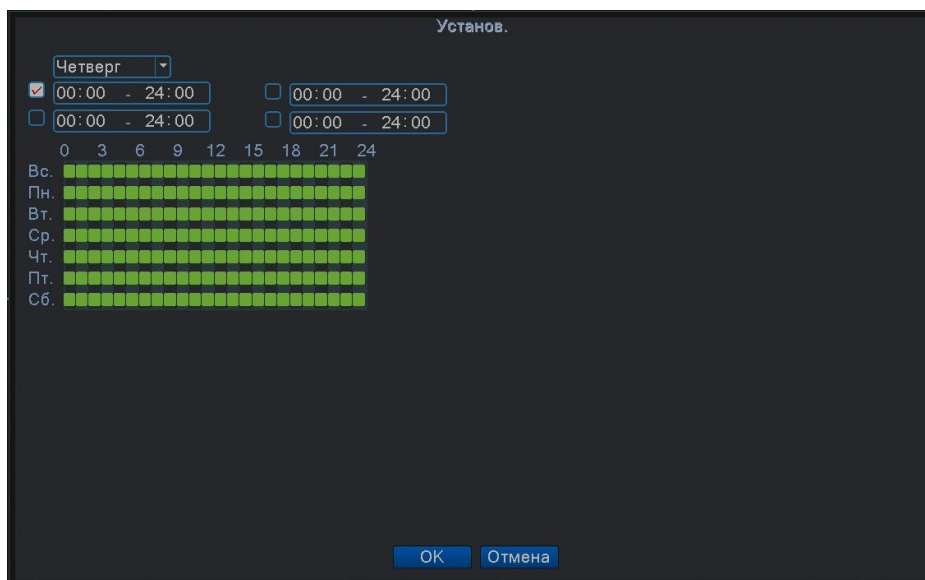 Установ.
Четверг
00:00 - 24:00 00:00 - 24:00
00:00 - 24:00 00:00 - 24:00
0 3 6 9 12 15 18 21 24
Вс.
Пн.
Вт.
Ср.
Чт.
Пт.
Сб.
OK Отмена